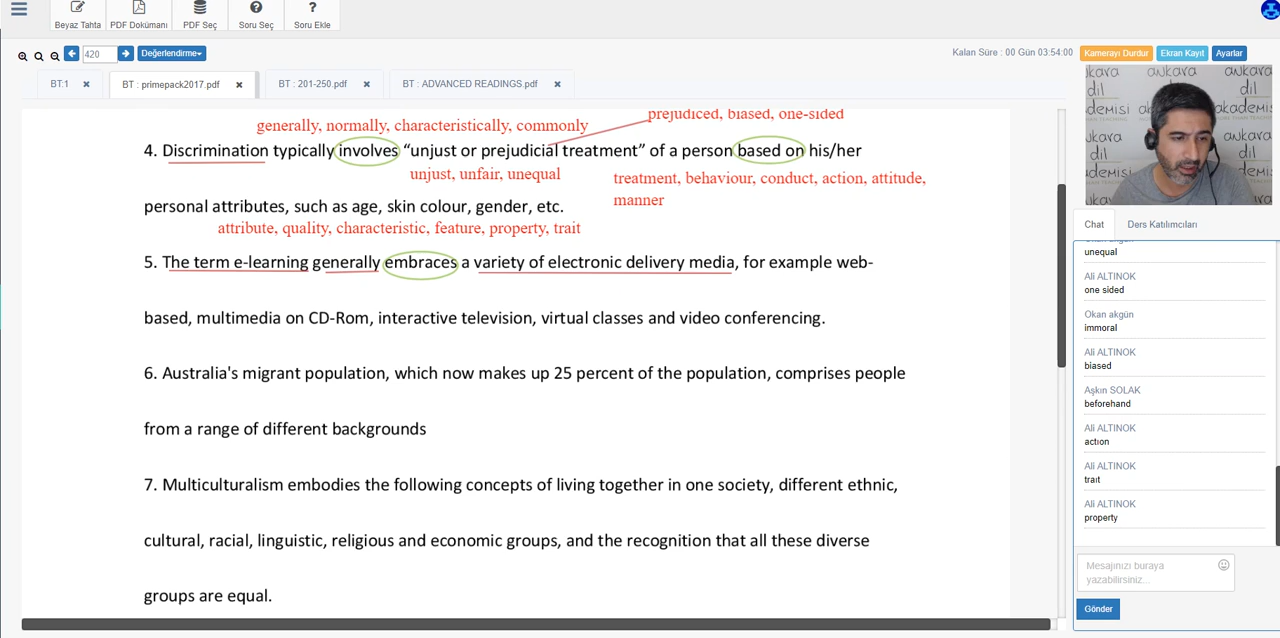 Beyaz Tahta
PDF Dokümanı
PDF Seç
Soru Seç
Soru Ekle
420
Değerlendirme
Kalan Süre : 00 Gün 03:54:00
Kamerayı Durdur
Ekran Kayıt
Ayarlar
BT:1
BT : primepack2017.pdf
BT : 201-250.pdf
BT : ADVANCED READINGS.pdf
prejudiced, biased, one-sided
generally, normally, characteristically, commonly
4. Discrimination typically involves “unjust or prejudicial treatment” of a person based on his/her
unjust, unfair, unequal
treatment, behaviour, conduct, action, attitude,
manner
personal attributes, such as age, skin colour, gender, etc.
attribute, quality, characteristic, feature, property, trait
5. The term e-learning generally embraces a variety of electronic delivery media, for example web-
based, multimedia on CD-Rom, interactive television, virtual classes and video conferencing.
6. Australia's migrant population, which now makes up 25 percent of the population, comprises people
from a range of different backgrounds
7. Multiculturalism embodies the following concepts of living together in one society, different ethnic,
cultural, racial, linguistic, religious and economic groups, and the recognition that all these diverse
groups are equal.
ankara
dil
akademisi
Chat
Ders Katılımcıları
Okan akgün
unequal
Ali ALTINOK
one sided
Okan akgün
immoral
Ali ALTINOK
biased
Aşkın SOLAK
beforehand
Ali ALTINOK
action
Ali ALTINOK
trait
Ali ALTINOK
property
Mesajınızı buraya
yazabilirsiniz...
Gönder